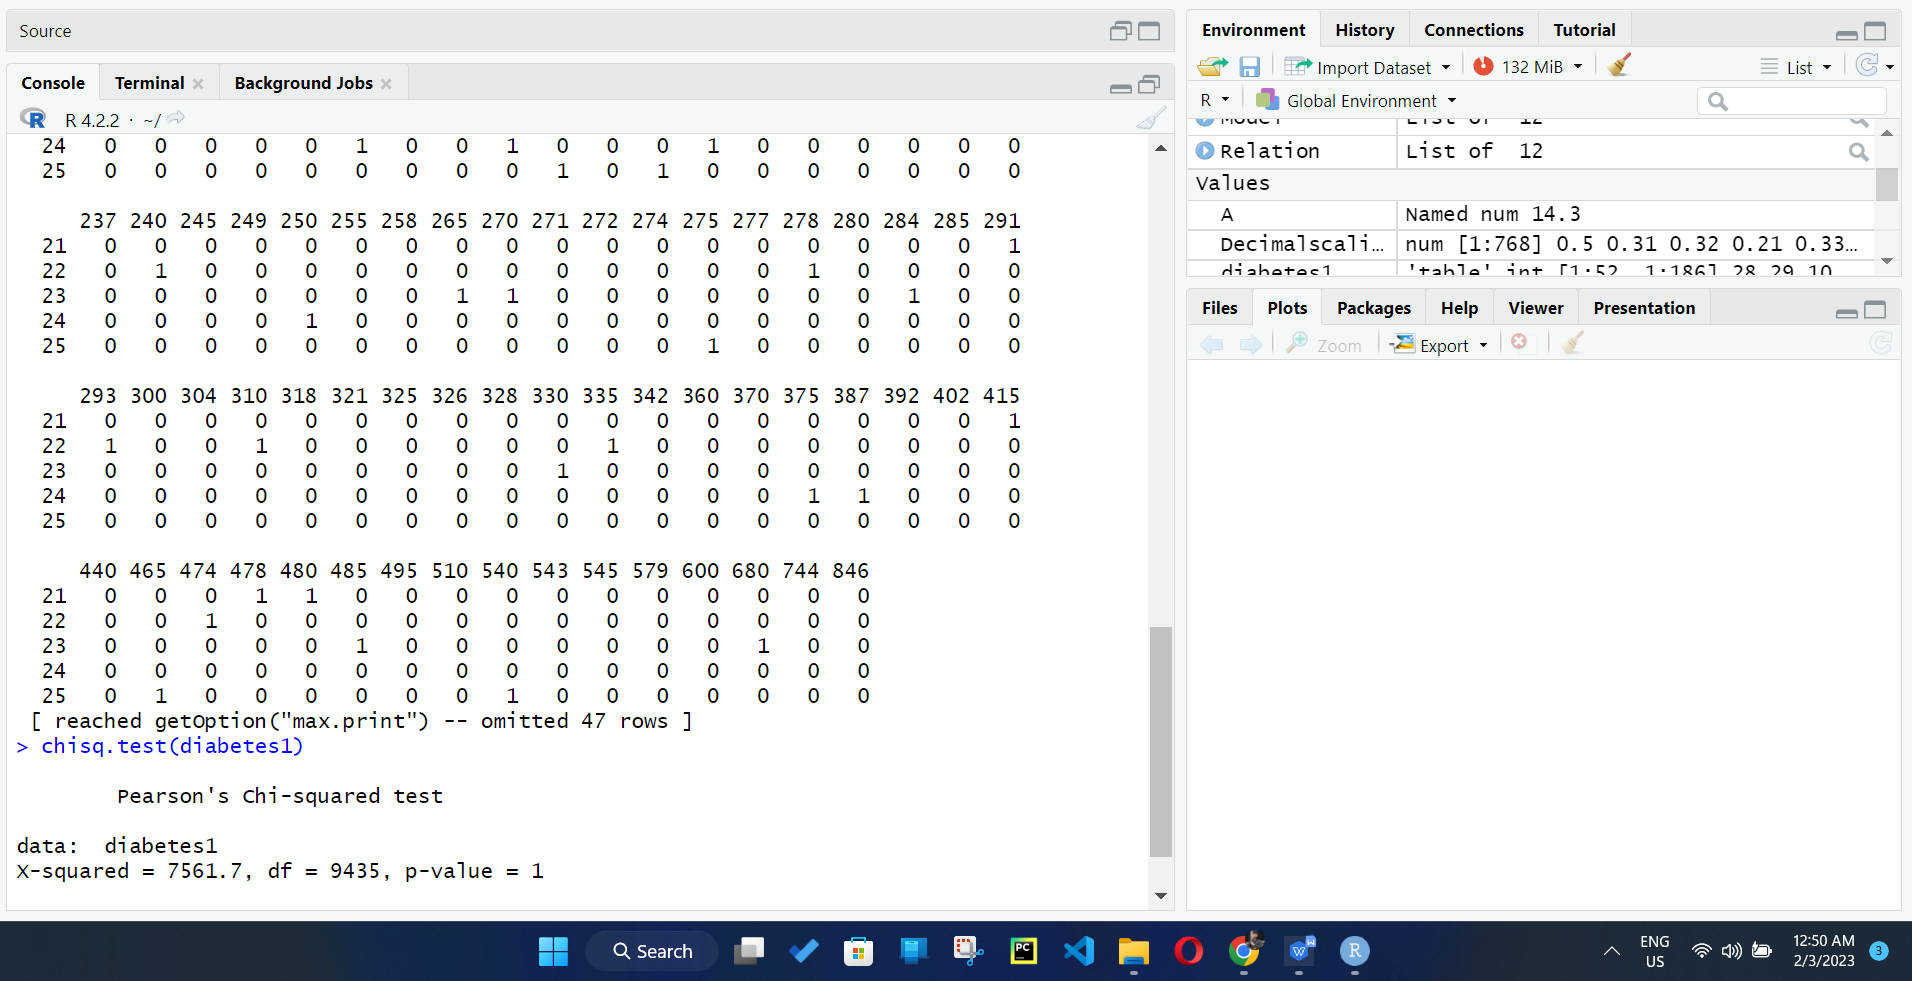 Source
Console Terminal Background Jobs
R 4.2.2 · ~/
24 0 0 0 0 0 1 0 0 1 0 0 0 1 0 0 0 0 0 0
25 0 0 0 0 0 0 0 0 0 1 0 1 0 0 0 0 0 0 0
237 240 245 249 250 255 258 265 270 271 272 274 275 277 278 280 284 285 291
21 0 0 0 0 0 0 0 0 0 0 0 0 0 0 0 0 0 0 1
22 0 1 0 0 0 0 0 0 0 0 0 0 0 0 1 0 0 0 0
23 0 0 0 0 0 0 0 1 1 0 0 0 0 0 0 0 1 0 0
24 0 0 0 0 1 0 0 0 0 0 0 0 0 0 0 0 0 0 0
25 0 0 0 0 0 0 0 0 0 0 0 0 1 0 0 0 0 0 0
293 300 304 310 318 321 325 326 328 330 335 342 360 370 375 387 392 402 415
21 0 0 0 0 0 0 0 0 0 0 0 0 0 0 0 0 0 0 1
22 1 0 0 1 0 0 0 0 0 0 1 0 0 0 0 0 0 0 0
23 0 0 0 0 0 0 0 0 0 1 0 0 0 0 0 0 0 0 0
24 0 0 0 0 0 0 0 0 0 0 0 0 0 0 1 1 0 0 0
25 0 0 0 0 0 0 0 0 0 0 0 0 0 0 0 0 0 0 0
440 465 474 478 480 485 495 510 540 543 545 579 600 680 744 846
21 0 0 0 1 1 0 0 0 0 0 0 0 0 0 0 0
22 0 0 1 0 0 0 0 0 0 0 0 0 0 0 0 0
23 0 0 0 0 0 1 0 0 0 0 0 0 0 1 0 0
24 0 0 0 0 0 0 0 0 0 0 0 0 0 0 0 0
25 0 1 0 0 0 0 0 0 1 0 0 0 0 0 0 0
[ reached getOption("max.print") -- omitted 47 rows ]
> chisq.test(diabetes1)
Pearson's Chi-squared test
data: diabetes1
X-squared = 7561.7, df = 9435, p-value = 1
Environment History Connections Tutorial
Import Dataset 132 MiB List
R Global Environment
Model List of 12
Relation List of 12
Values
A Named num 14.3
Decimalscali... num [1:768] 0.5 0.31 0.32 0.21 0.33...
diabetes1 'table' int [1:52, 1:186] 28 29 10
Files Plots Packages Help Viewer Presentation
Zoom Export
Search
PC
W
R
ENG
US
12:50 AM
2/3/2023
3